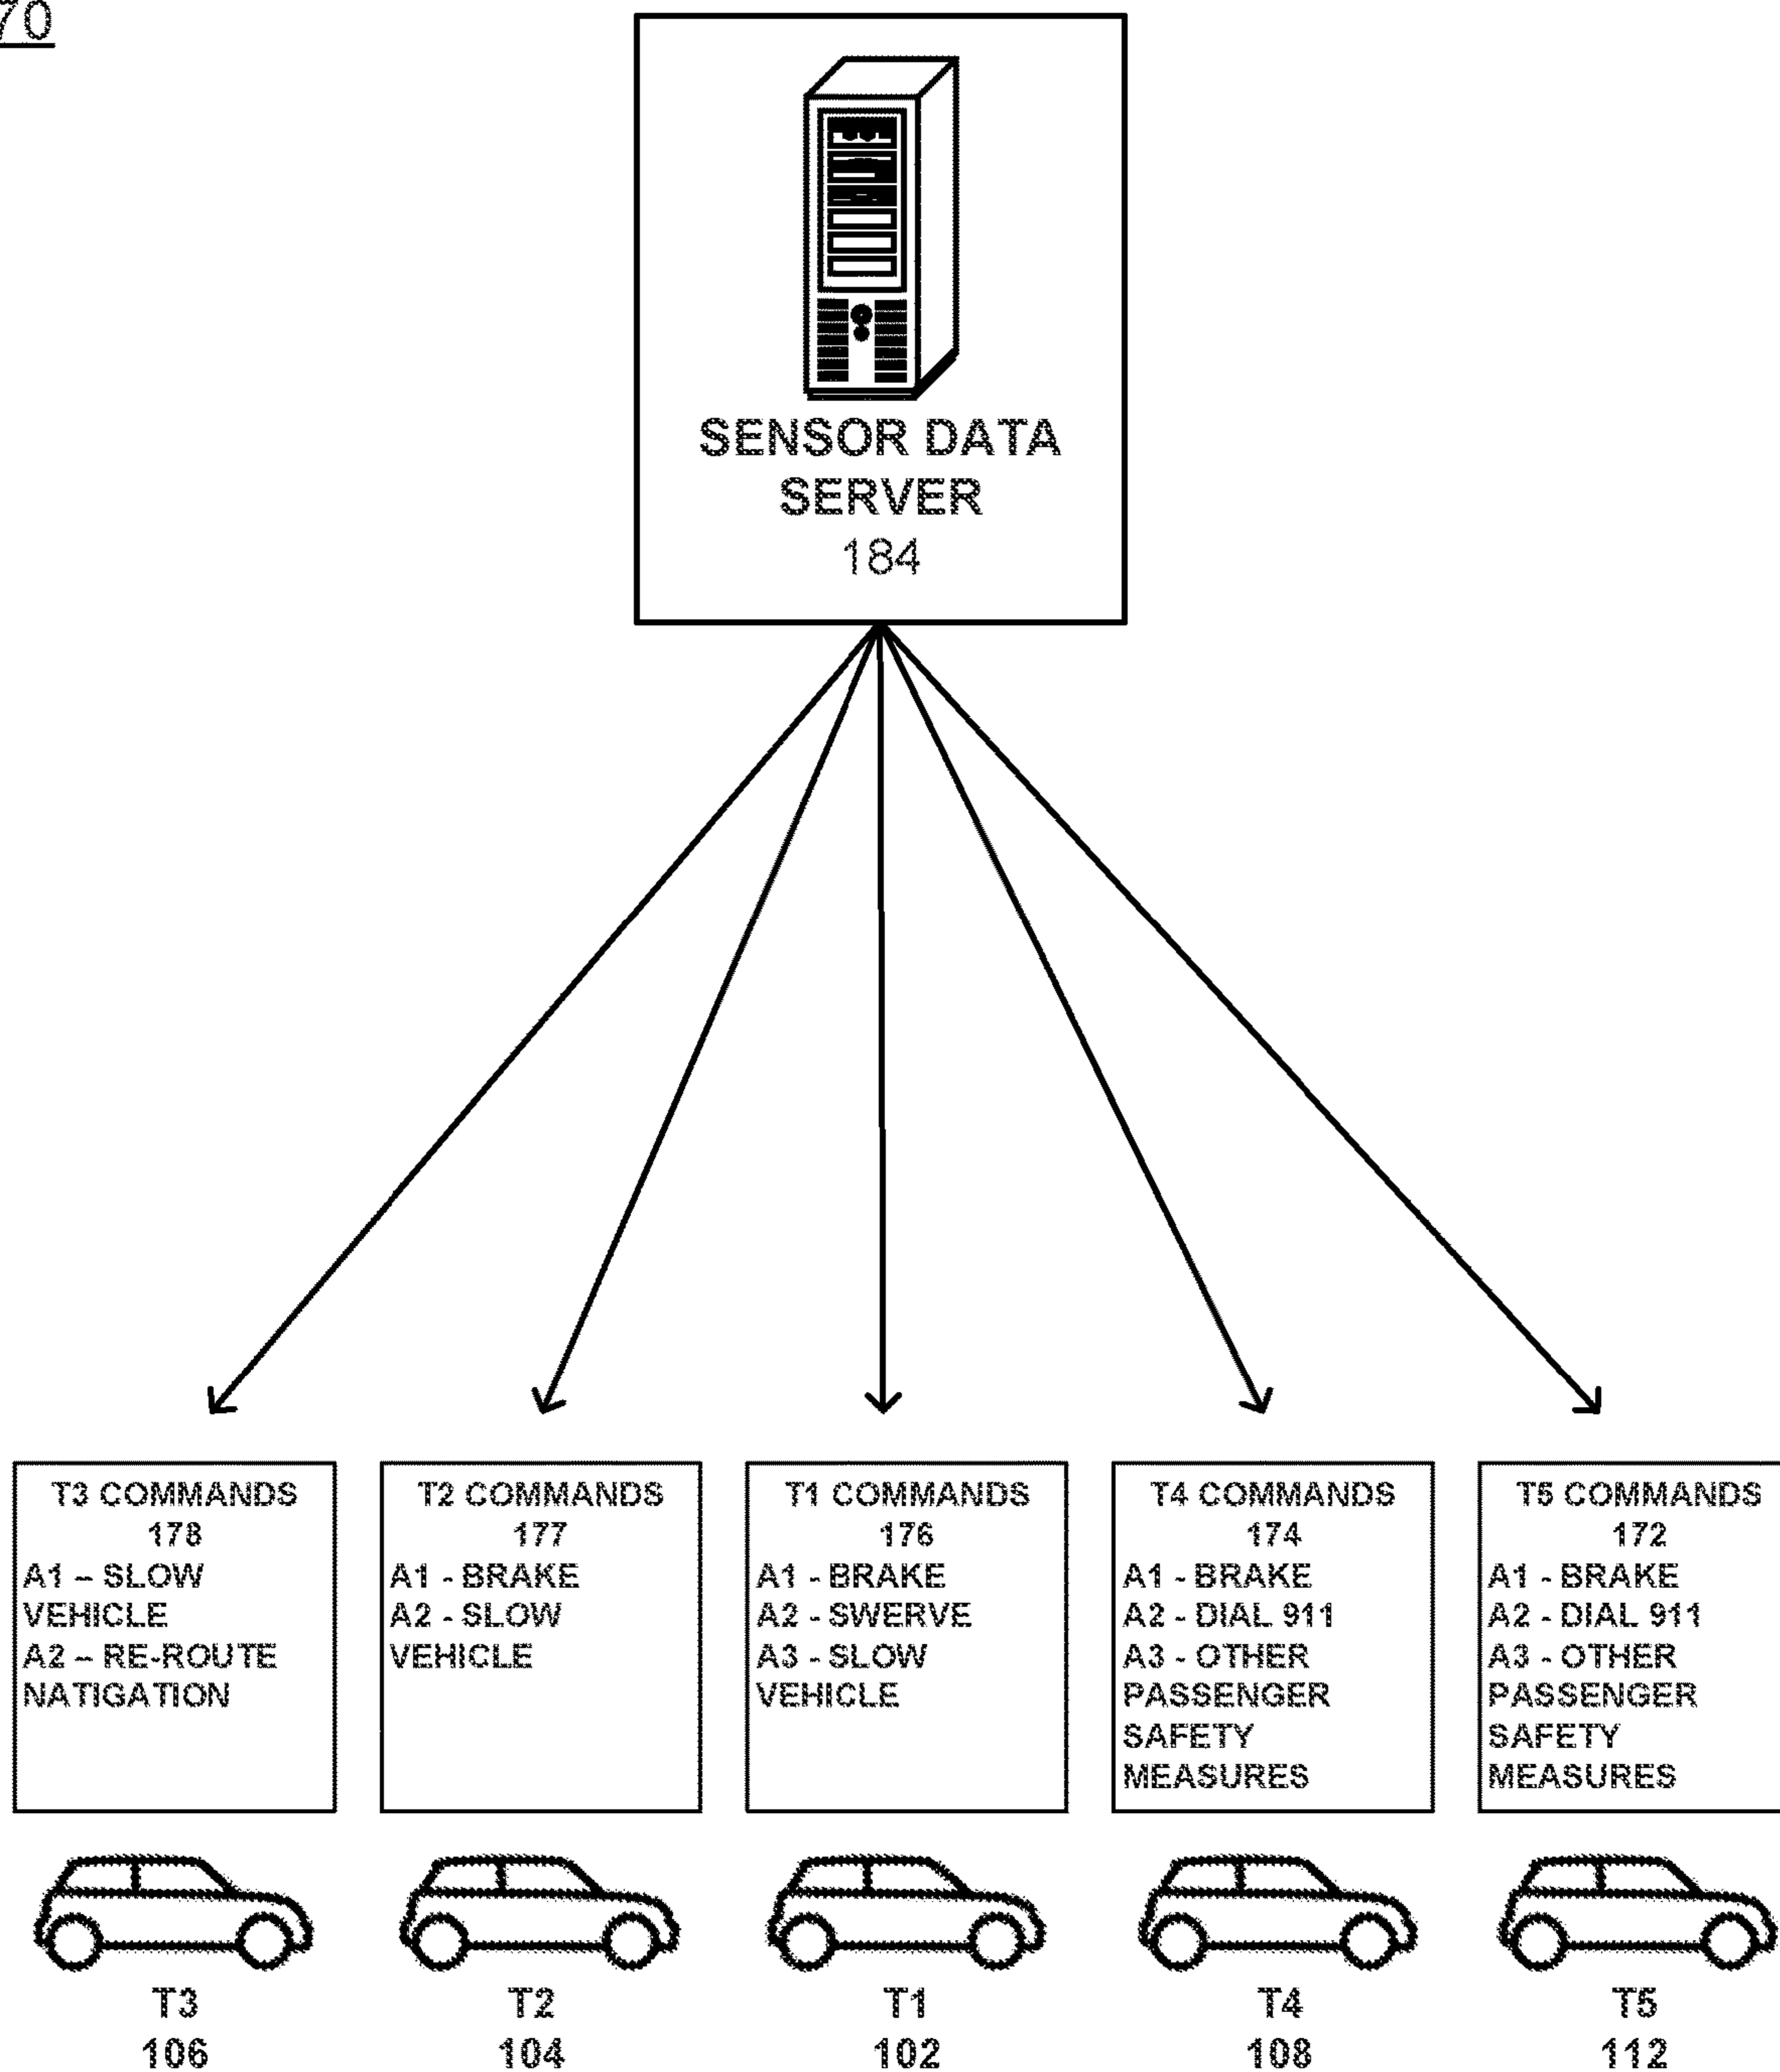 70
SENSOR DATA
SERVER
184
T3 COMMANDS
178
A1 – SLOW
VEHICLE
A2 – RE-ROUTE
NATIGATION
T2 COMMANDS
177
A1 - BRAKE
A2 - SLOW
VEHICLE
T1 COMMANDS
176
A1 - BRAKE
A2 - SWERVE
A3 - SLOW
VEHICLE
T4 COMMANDS
174
A1 - BRAKE
A2 - DIAL 911
A3 - OTHER
PASSENGER
SAFETY
MEASURES
T5 COMMANDS
172
A1 - BRAKE
A2 - DIAL 911
A3 - OTHER
PASSENGER
SAFETY
MEASURES
T3
106
T2
104
T1
102
T4
108
T5
112